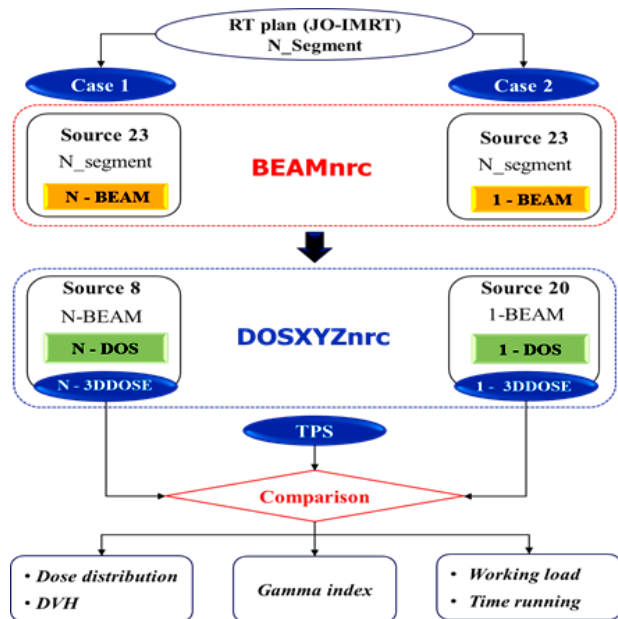 RT plan (JO-IMRT)
N_Segment
Case 1
Case 2
Source 23
N_segment
N - BEAM
BEAMnrc
Source 23
N_segment
1 - BEAM
Source 8
N-BEAM
N - DOS
N - 3DDOSE
DOSXYZnrc
Source 20
1-BEAM
1 - DOS
1 - 3DDOSE
TPS
Comparison
• Dose distribution
• DVH
Gamma index
• Working load
• Time running